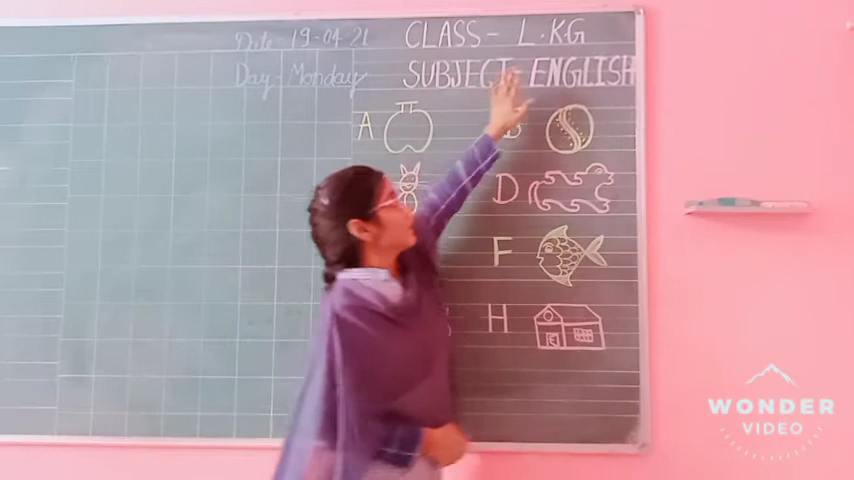 Date - 19-04-21
CLASS - L.KG
Day - Monday
SUBJECT ENGLISH
A
B
D
F
H
WONDER
VIDEO